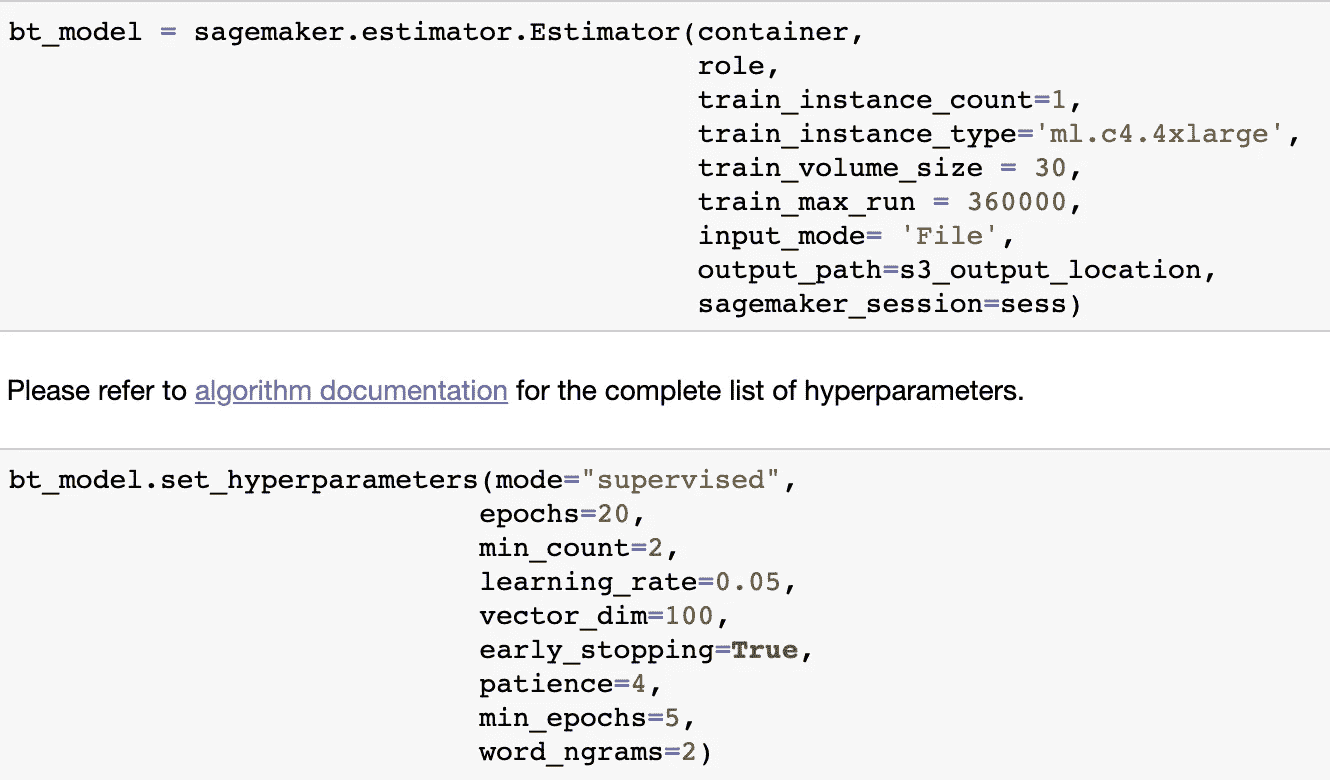 bt_model = sagemaker.estimator.Estimator(container,
role,
train_instance_count=1,
train_instance_type='ml.c4.4xlarge',
train_volume_size = 30,
train_max_run = 360000,
input_mode= 'File',
output_path=s3_output_location,
sagemaker_session=sess)
Please refer to algorithm documentation for the complete list of hyperparameters.
bt_model.set_hyperparameters(mode="supervised",
epochs=20,
min_count=2,
learning_rate=0.05,
vector_dim=100,
early_stopping=True,
patience=4,
min_epochs=5,
word_ngrams=2)